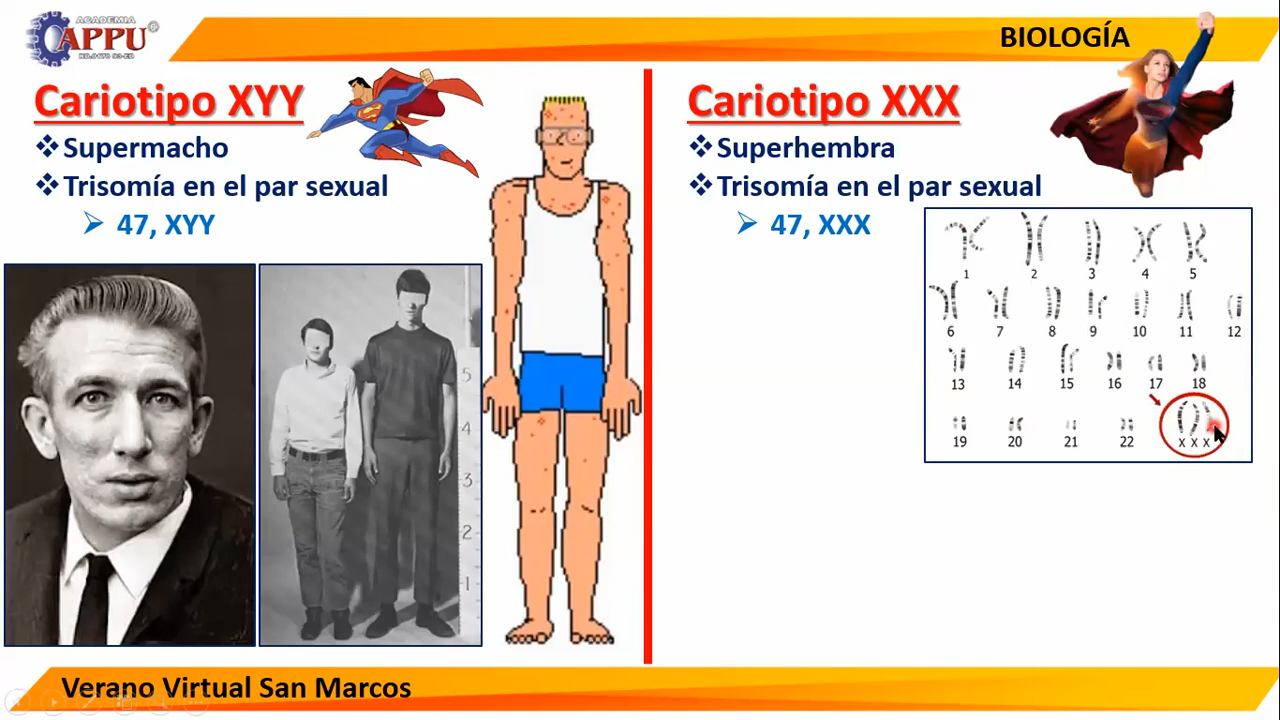 ACADEMIA
APPU
BIOLOGÍA
Cariotipo XYY
❖Supermacho
❖Trisomía en el par sexual
➢ 47, XYY
5
4
3
2
1
Cariotipo XXX
❖Superhembra
❖Trisomía en el par sexual
➢ 47, XXX
1 2 3 4 5
6 7 8 9 10 11 12
13 14 15 16 17 18
19 20 21 22 X X X
Verano Virtual San Marcos